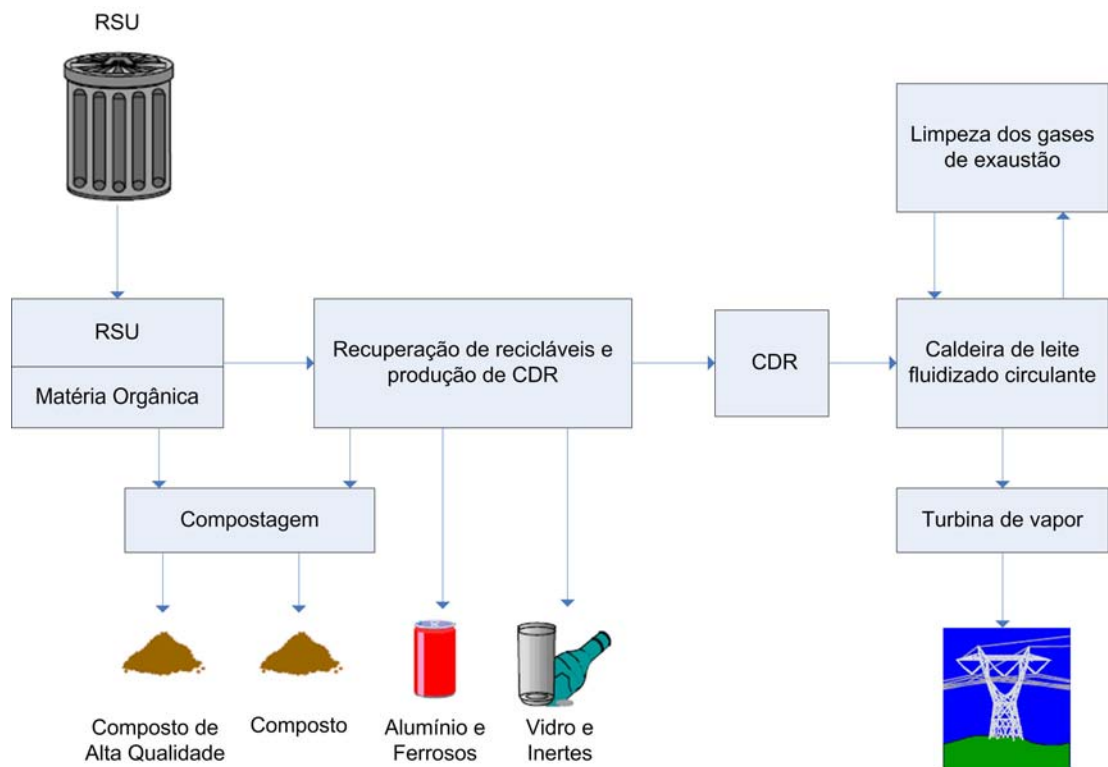 RSU
Limpeza dos gases
de exaustão
RSU
Matéria Orgânica
Recuperação de recicláveis e
produção de CDR
CDR
Caldeira de leite
fluidizado circulante
Compostagem
Turbina de vapor
Composto de
Alta Qualidade
Composto
Alumínio e
Ferrosos
Vidro e
Inertes